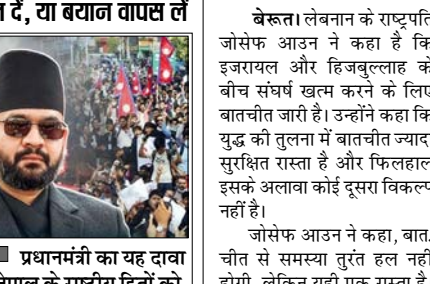 न दें, या बयान वापस लें
प्रधानमंत्री का यह दावा
नेपाल के राष्ट्रीय हितों को
बेरूत। लेबनान के राष्ट्रपति
जोसेफ आउन ने कहा है कि
इजरायल और हिजबुल्लाह के
बीच संघर्ष खत्म करने के लिए
बातचीत जारी है। उन्होंने कहा कि
युद्ध की तुलना में बातचीत ज्यादा
सुरक्षित रास्ता है और फिलहाल
इसके अलावा कोई दूसरा विकल्प
नहीं है।
जोसेफ आउन ने कहा, बात-
चीत से समस्या तुरंत हल नहीं
होगी, लेकिन यही एक रास्ता है